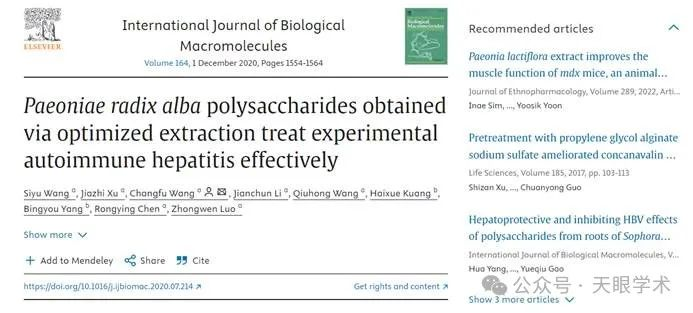 ELSEVIER
International Journal of Biological
Macromolecules
Volume 164, 1 December 2020, Pages 1554-1564
Paeoniae radix alba polysaccharides obtained
via optimized extraction treat experimental
autoimmune hepatitis effectively
Siyu Wang a, Jiazhi Xu a, Changfu Wang a, Jianchun Li a, Qiuhong Wang a, Haixue Kuang b,
Bingyou Yang b, Rongying Chen a, Zhongwen Luo a
Show more
+ Add to Mendeley Share Cite
https://doi.org/10.1016/j.ijbiomac.2020.07.214
Get rights and content
Recommended articles
Paeonia lactiflora extract improves the
muscle function of mdx mice, an animal...
Journal of Ethnopharmacology, Volume 289, 2022, Arti...
Inae Sim, ..., Yoosik Yoon
Pretreatment with propylene glycol alginate
sodium sulfate ameliorated concanavalin ...
Life Sciences, Volume 185, 2017, pp. 103-113
Shizan Xu, ..., Chuanyong Guo
Hepatoprotective and inhibiting HBV effects
of polysaccharides from roots of Sophora...
International Journal of Biological Macromolecules, V...
Hua Yang, ..., Yueqiu Gao
Show 3 more articles
公众号 · 天眼学术